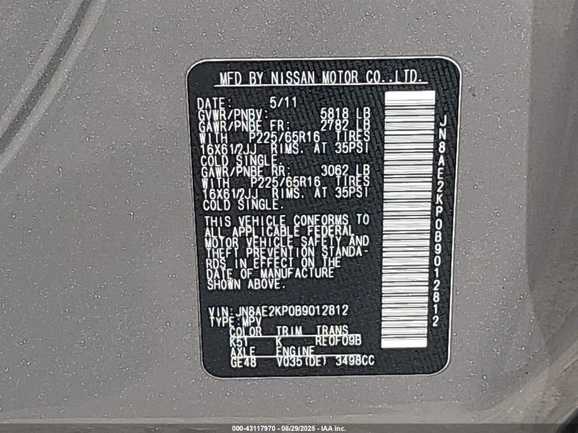 MFD BY NISSAN MOTOR CO.,LTD.
DATE: 5/11
GVWR/PNBV: 5818 LB
GAWR/PNBE FR: 2782 LB
WITH P225/65R16 TIRES
16X61/2JJ RIMS. AT 35PSI
COLD SINGLE.
GAWR/PNBE RR: 3062 LB
WITH P225/65R16 TIRES
16X61/2JJ RIMS. AT 35PSI
COLD SINGLE.
THIS VEHICLE CONFORMS TO
ALL APPLICABLE FEDERAL
MOTOR VEHICLE SAFETY AND
THEFT PREVENTION STANDA-
RDS IN EFFECT ON THE
DATE OF MANUFACTURE
SHOWN ABOVE.
VIN:JN8AE2KP0B9012812
TYPE:MPV
COLOR TRIM TRANS
K51 K RE0F09B
AXLE ENGINE
GE48 VQ35(DE) 3498CC
JN8AE2KP0B9012812
000-43117970 - 08/29/2025 - IAA Inc.